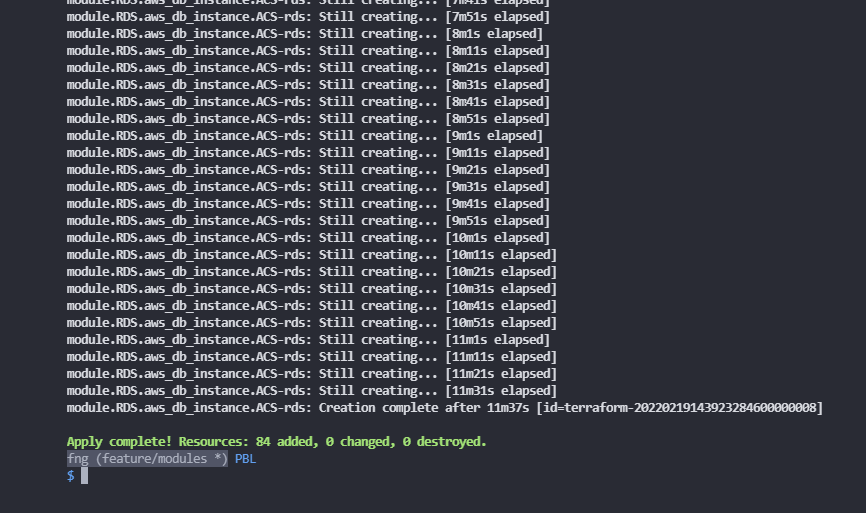 module.RDS.aws_db_instance.ACS-rds: Still creating... [7m41s elapsed]
module.RDS.aws_db_instance.ACS-rds: Still creating... [7m51s elapsed]
module.RDS.aws_db_instance.ACS-rds: Still creating... [8m1s elapsed]
module.RDS.aws_db_instance.ACS-rds: Still creating... [8m11s elapsed]
module.RDS.aws_db_instance.ACS-rds: Still creating... [8m21s elapsed]
module.RDS.aws_db_instance.ACS-rds: Still creating... [8m31s elapsed]
module.RDS.aws_db_instance.ACS-rds: Still creating... [8m41s elapsed]
module.RDS.aws_db_instance.ACS-rds: Still creating... [8m51s elapsed]
module.RDS.aws_db_instance.ACS-rds: Still creating... [9m1s elapsed]
module.RDS.aws_db_instance.ACS-rds: Still creating... [9m11s elapsed]
module.RDS.aws_db_instance.ACS-rds: Still creating... [9m21s elapsed]
module.RDS.aws_db_instance.ACS-rds: Still creating... [9m31s elapsed]
module.RDS.aws_db_instance.ACS-rds: Still creating... [9m41s elapsed]
module.RDS.aws_db_instance.ACS-rds: Still creating... [9m51s elapsed]
module.RDS.aws_db_instance.ACS-rds: Still creating... [10m1s elapsed]
module.RDS.aws_db_instance.ACS-rds: Still creating... [10m11s elapsed]
module.RDS.aws_db_instance.ACS-rds: Still creating... [10m21s elapsed]
module.RDS.aws_db_instance.ACS-rds: Still creating... [10m31s elapsed]
module.RDS.aws_db_instance.ACS-rds: Still creating... [10m41s elapsed]
module.RDS.aws_db_instance.ACS-rds: Still creating... [10m51s elapsed]
module.RDS.aws_db_instance.ACS-rds: Still creating... [11m1s elapsed]
module.RDS.aws_db_instance.ACS-rds: Still creating... [11m11s elapsed]
module.RDS.aws_db_instance.ACS-rds: Still creating... [11m21s elapsed]
module.RDS.aws_db_instance.ACS-rds: Still creating... [11m31s elapsed]
module.RDS.aws_db_instance.ACS-rds: Creation complete after 11m37s [id=terraform-20220219143923284600000008]
Apply complete! Resources: 84 added, 0 changed, 0 destroyed.
fng (feature/modules *) PBL
$